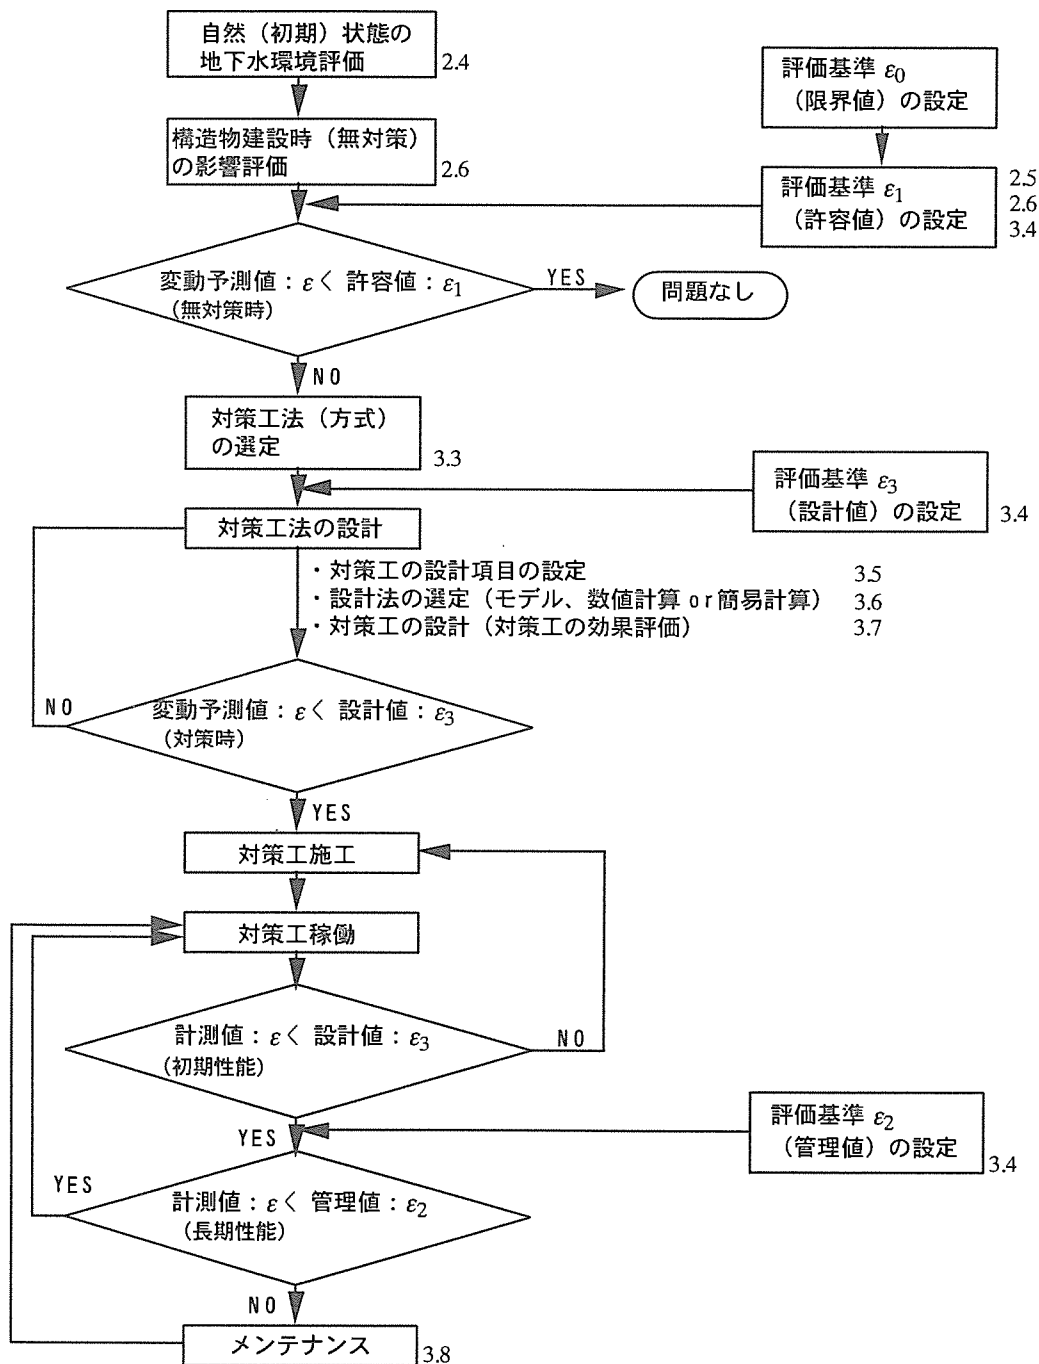 自然（初期）状態の
地下水環境評価
2.4
評価基準 ε0
（限界値）の設定
構造物建設時（無対策）
の影響評価
2.6
評価基準 ε1
（許容値）の設定
2.5
2.6
3.4
変動予測値：ε＜ 許容値：ε1
（無対策時）
YES
問題なし
NO
対策工法（方式）
の選定
3.3
評価基準 ε3
（設計値）の設定
3.4
対策工法の設計
・対策工の設計項目の設定 3.5
・設計法の選定（モデル、数値計算 or簡易計算） 3.6
・対策工の設計（対策工の効果評価） 3.7
NO
変動予測値：ε＜ 設計値：ε3
（対策時）
YES
対策工施工
対策工稼働
計測値：ε＜ 設計値：ε3
（初期性能）
NO
YES
評価基準 ε2
（管理値）の設定
3.4
YES
計測値：ε＜ 管理値：ε2
（長期性能）
NO
メンテナンス
3.8